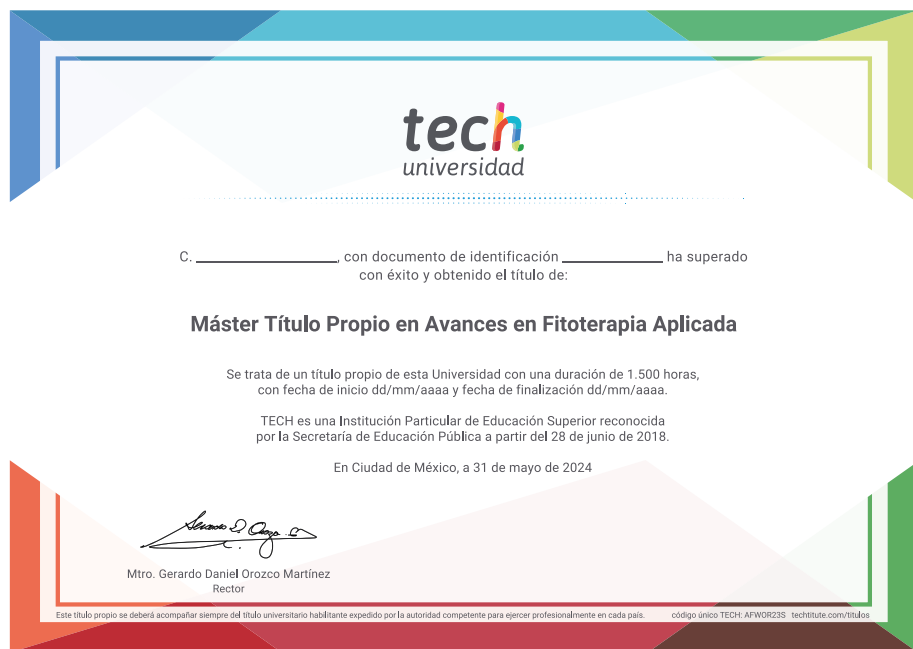 tech
universidad
C. ____________, con documento de identificación ____________ ha superado
con éxito y obtenido el título de:
Máster Título Propio en Avances en Fitoterapia Aplicada
Se trata de un título propio de esta Universidad con una duración de 1.500 horas,
con fecha de inicio dd/mm/aaaa y fecha de finalización dd/mm/aaaa.
TECH es una Institución Particular de Educación Superior reconocida
por la Secretaría de Educación Pública a partir del 28 de junio de 2018.
En Ciudad de México, a 31 de mayo de 2024
Mtro. Gerardo Daniel Orozco Martínez
Rector
Este título propio se deberá acompañar siempre del título universitario habilitante expedido por la autoridad competente para ejercer profesionalmente en cada país. código único TECH: AFWOR23S techtitute.com/titulos